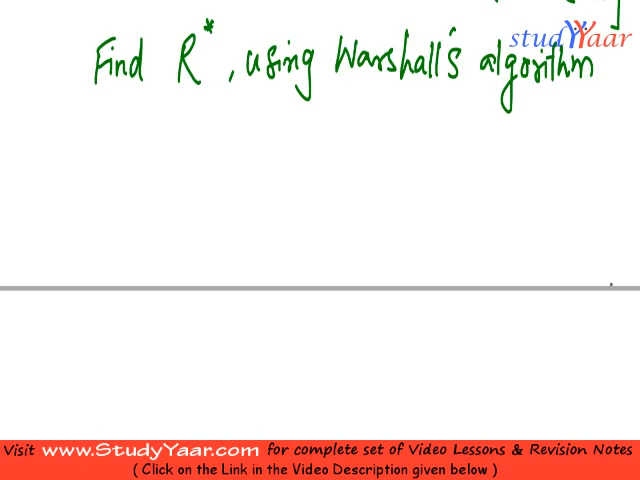 studYYaar
Find R*, using Warshall's algorithm
Visit www.StudyYaar.com for complete set of Video Lessons & Revision Notes
( Click on the Link in the Video Description given below )